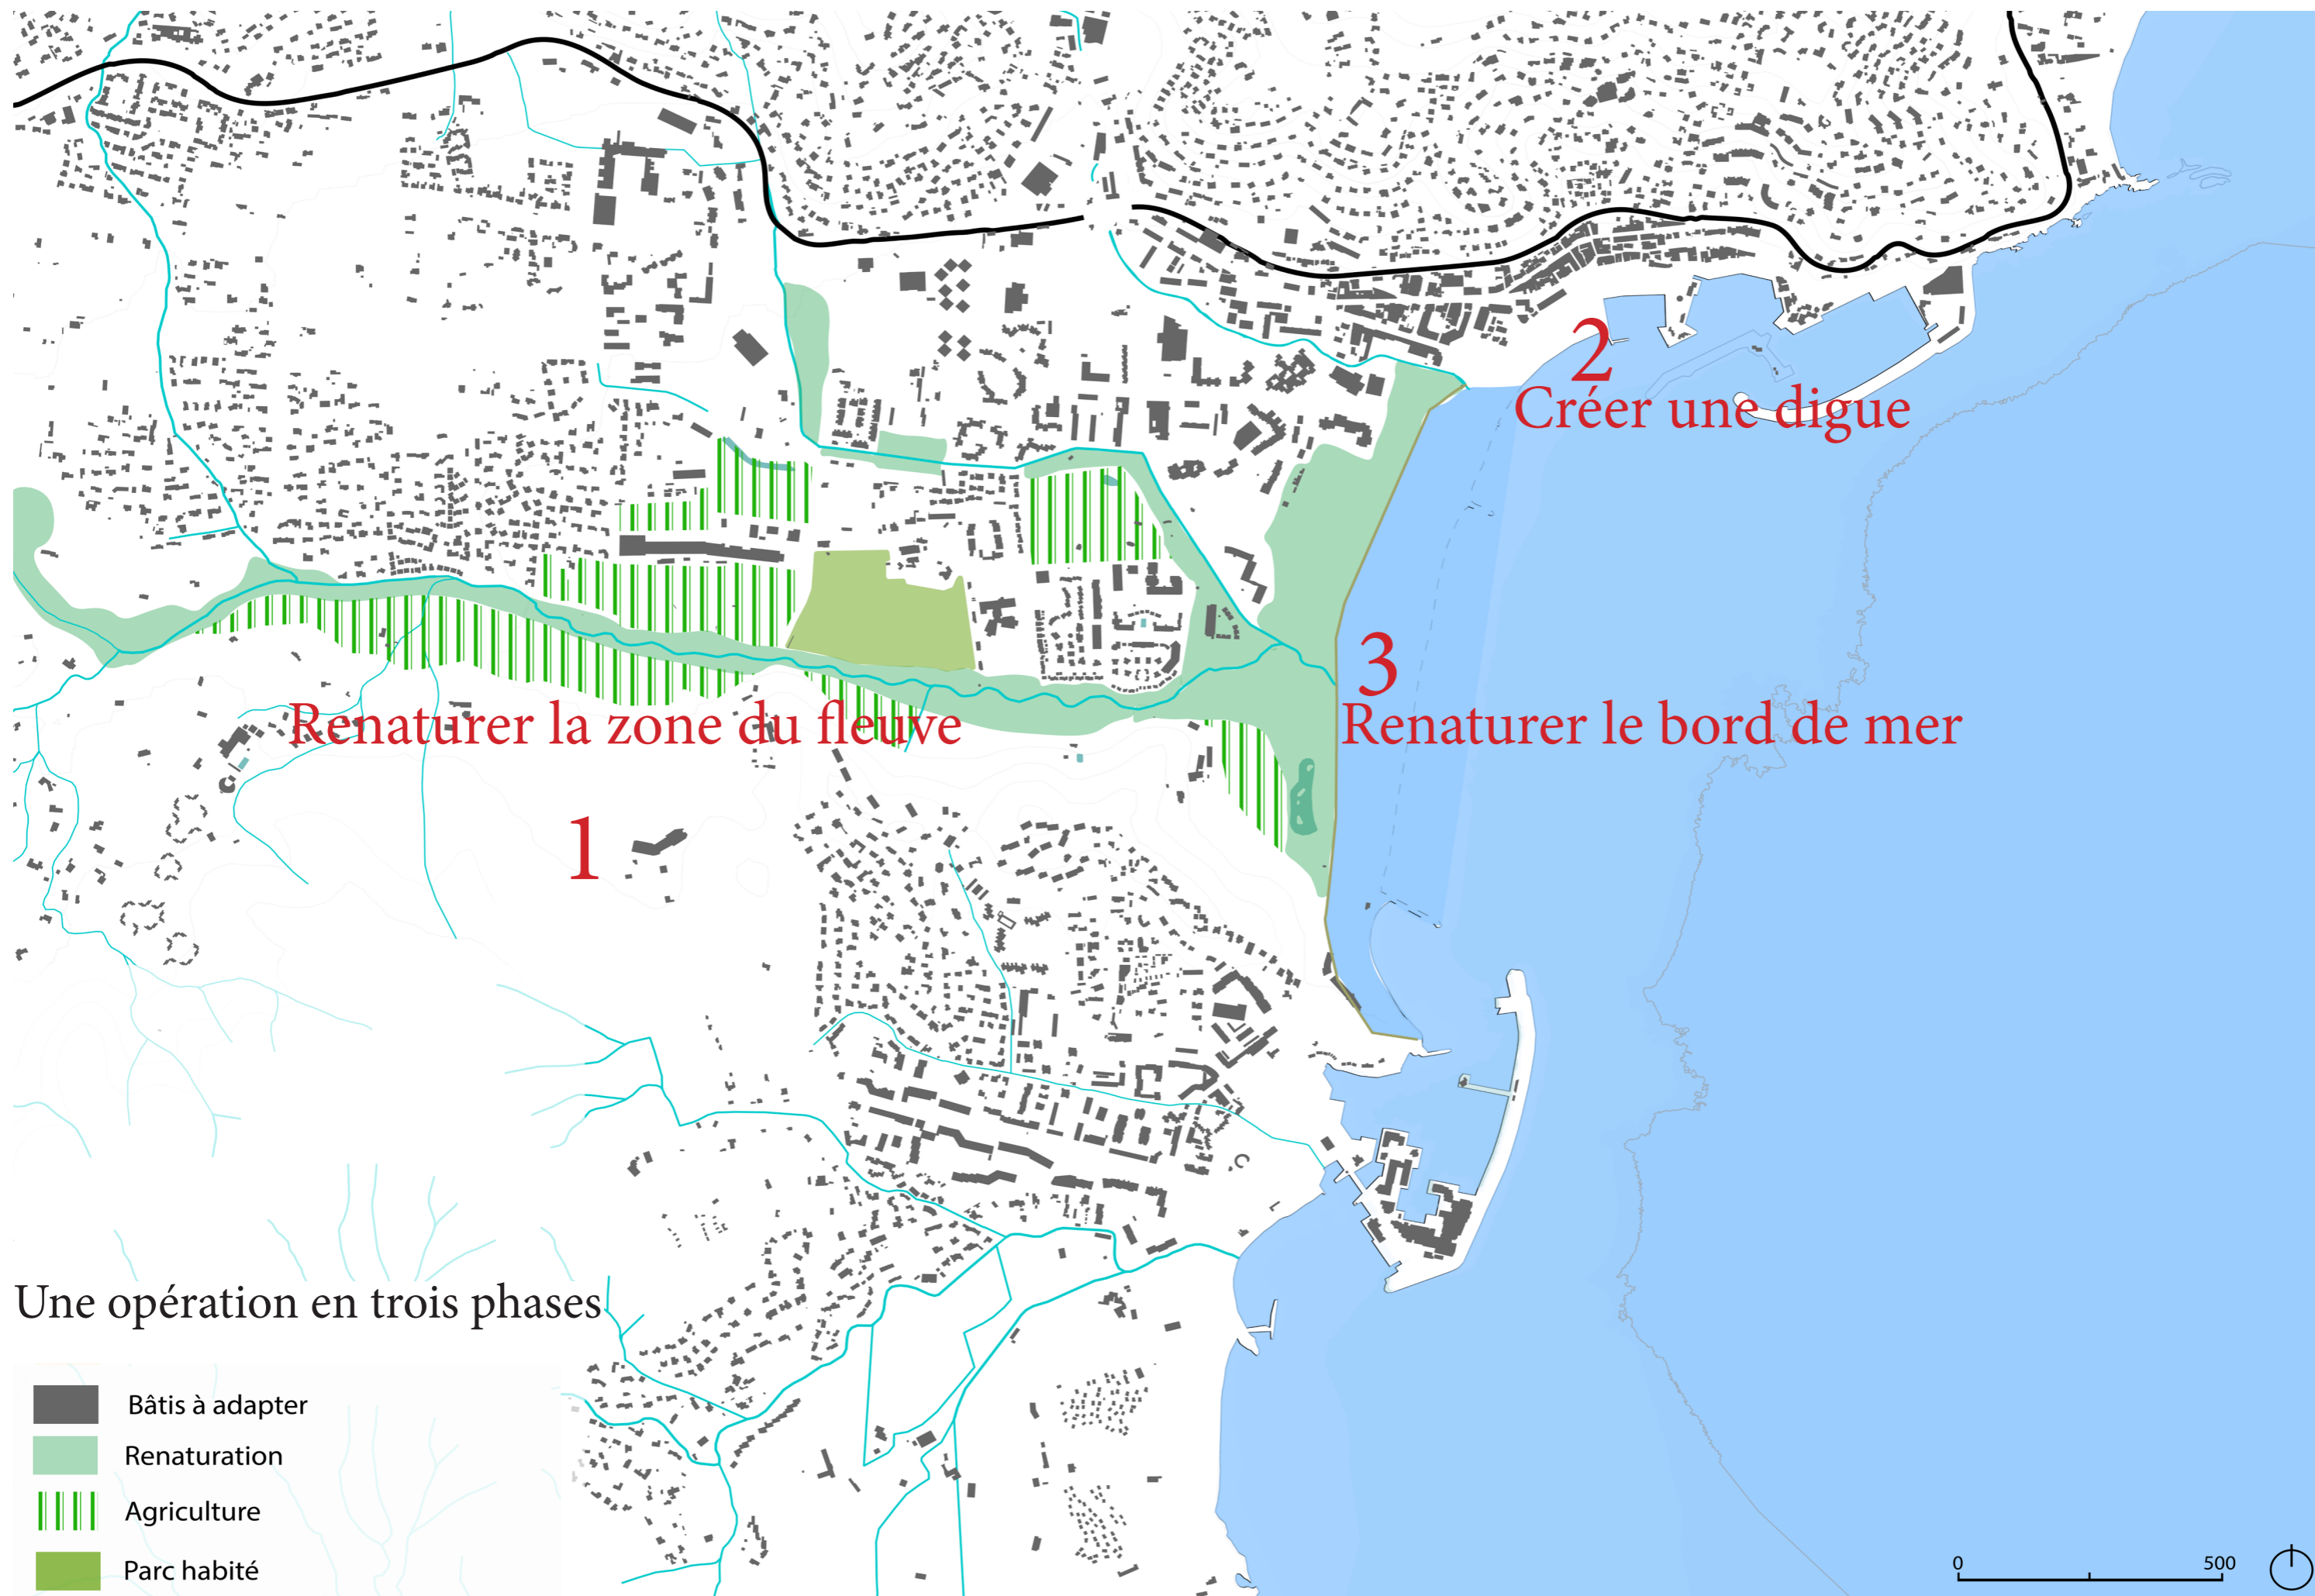 2
Créer une digue
3
Renaturer la zone du fleuve
Renaturer le bord de mer
1
Une opération en trois phases
Bâtis à adapter
Renaturation
Agriculture
Parc habité
0 500